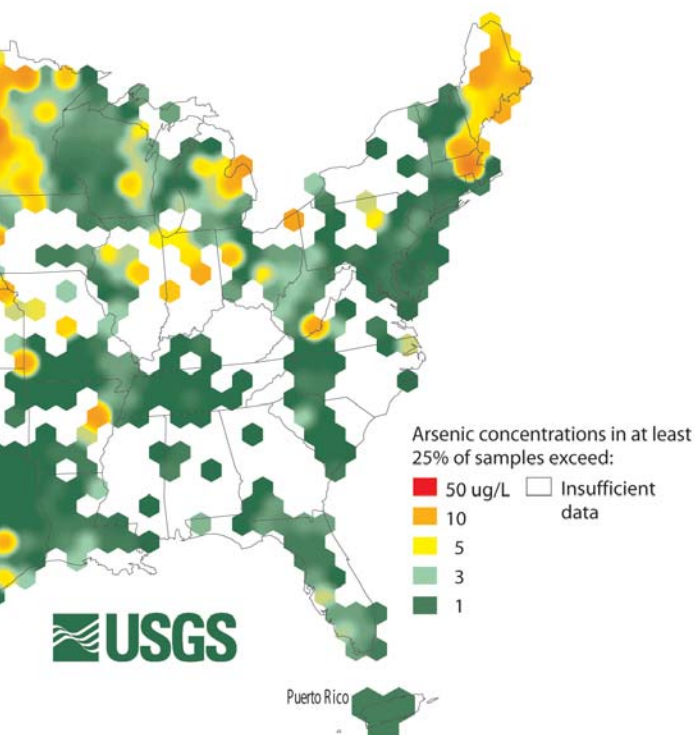 Arsenic concentrations in at least
25% of samples exceed:
50 ug/L
Insufficient
data
10
5
3
1
USGS
Puerto Rico